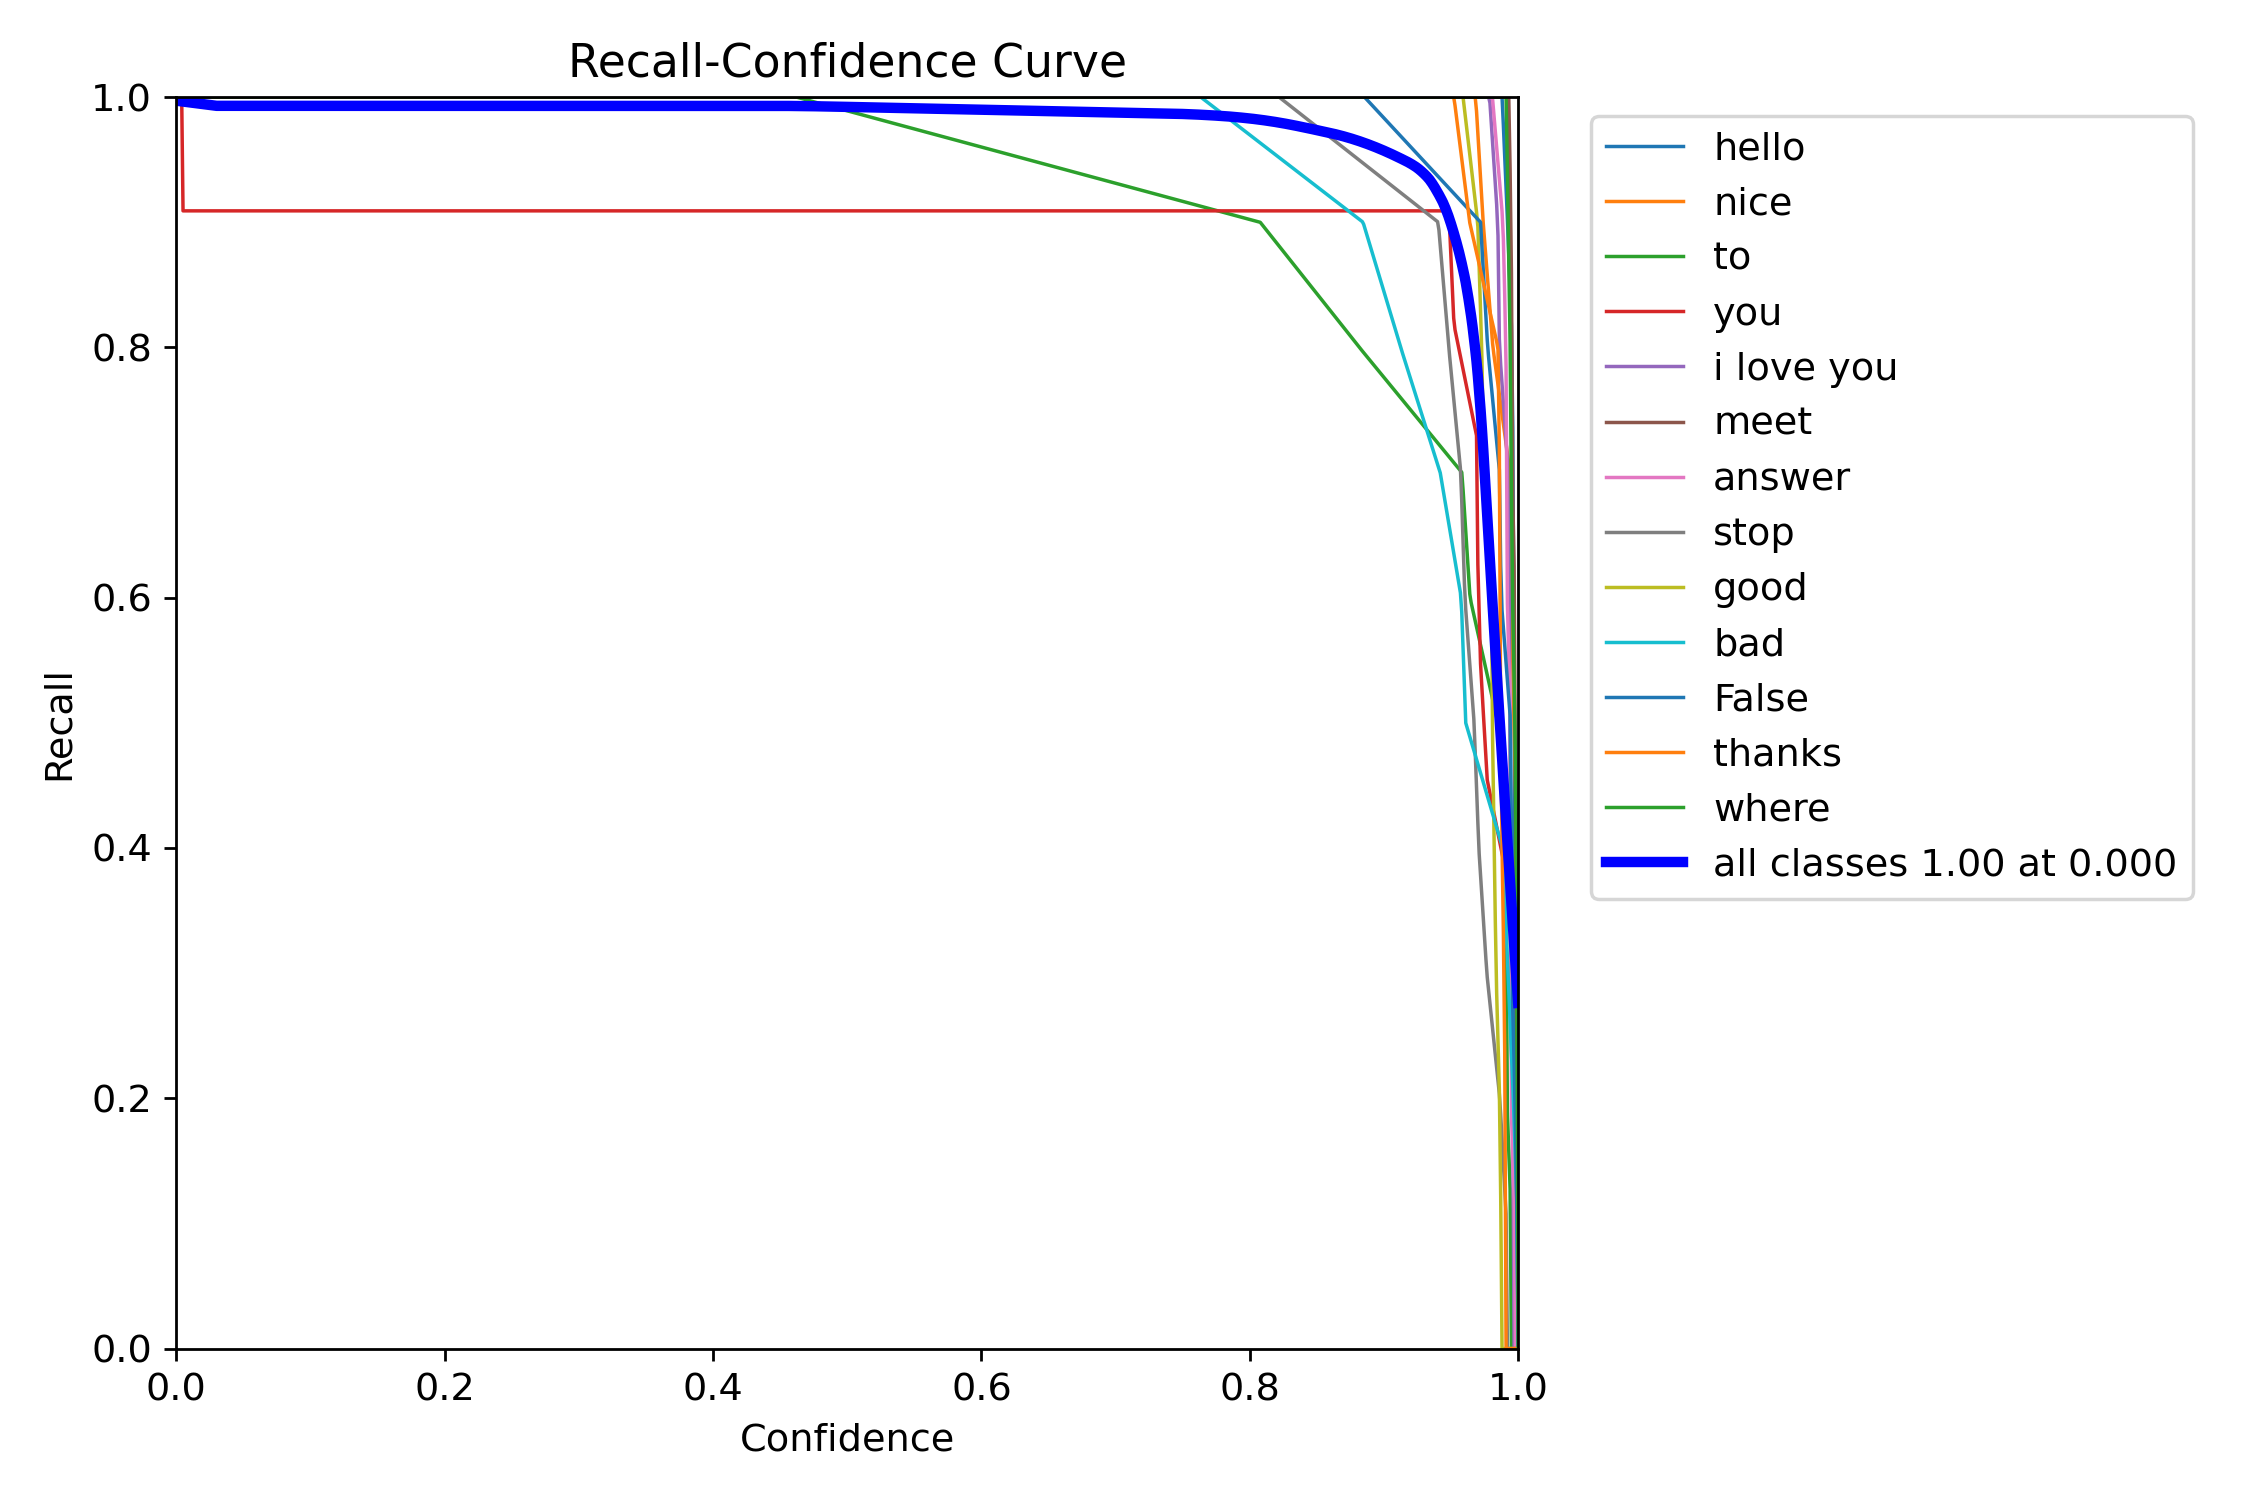 Recall-Confidence Curve
1.0
0.8
0.6
0.4
0.2
0.0
Recall
0.0 0.2 0.4 0.6 0.8 1.0
Confidence
hello
nice
to
you
i love you
meet
answer
stop
good
bad
False
thanks
where
all classes 1.00 at 0.000